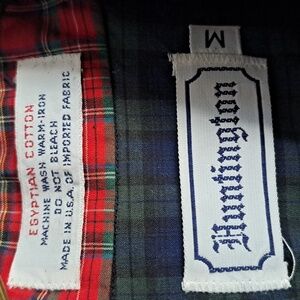 EGYPTIAN COTTON
MACHINE WASH WARM-IRON
DO NOT BLEACH
MADE IN U.S.A. OF IMPORTED FABRIC
M
Huntington